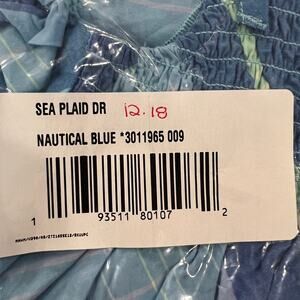 SEA PLAID DR 12.18
NAUTICAL BLUE *3011965 009
1 93511 80107 2